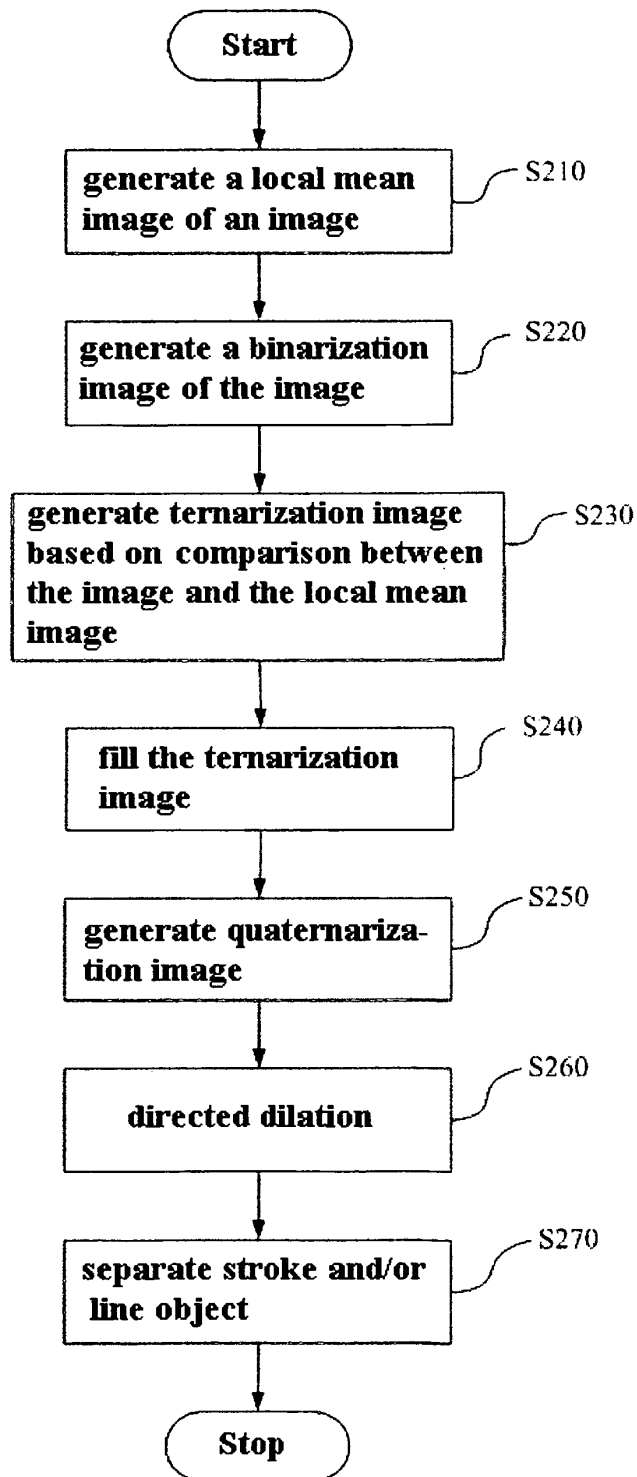 Start
generate a local mean
image of an image
S210
generate a binarization
image of the image
S220
generate ternarization image
based on comparison between
the image and the local mean
image
S230
fill the ternarization
image
S240
generate quaternariza-
tion image
S250
directed dilation
S260
separate stroke and/or
line object
S270
Stop